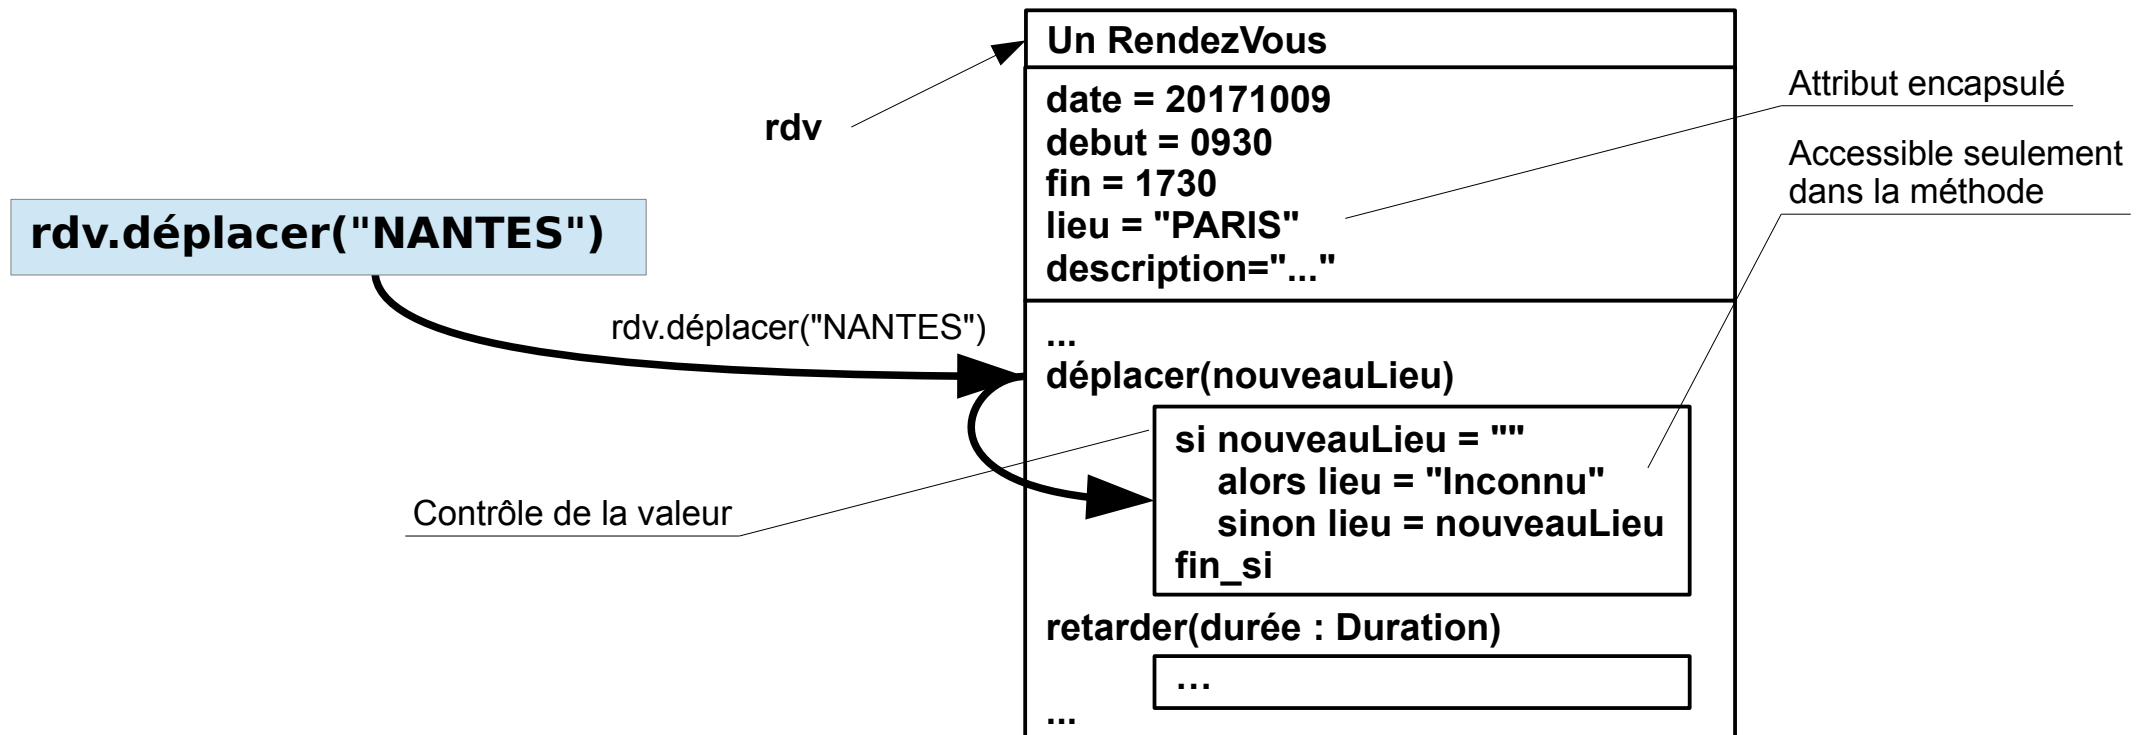 Un RendezVous
rdv
date = 20171009
debut = 0930
fin = 1730
lieu = "PARIS"
description="..."
Attribut encapsulé
Accessible seulement
dans la méthode
rdv.déplacer("NANTES")
rdv.déplacer("NANTES")
...
déplacer(nouveauLieu)
si nouveauLieu = ""
alors lieu = "Inconnu"
sinon lieu = nouveauLieu
fin_si
Contrôle de la valeur
retarder(durée : Duration)
…
...